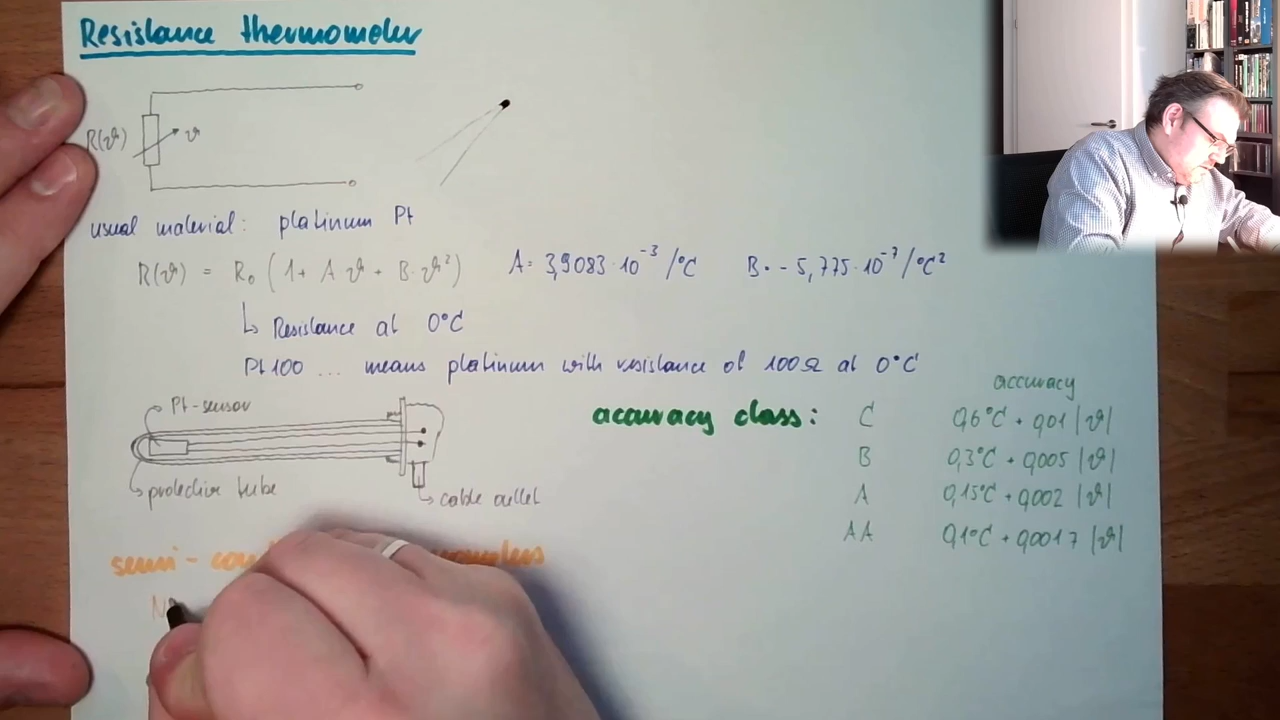 Resistance thermometer
R(ϑ) ϑ
usual material: platinum Pt
R(ϑ) = R₀ (1 + A ϑ + B·ϑ²) A = 3,9083·10⁻³ /°C B = -5,775·10⁻⁷ /°C²
↳ Resistance at 0°C
Pt100 ... means platinum with resistance of 100Ω at 0°C
accuracy
Pt-sensor
accuracy class: C 0,6°C + 0,01 |ϑ|
B 0,3°C + 0,005 |ϑ|
protective tube
cable outlet
A 0,15°C + 0,002 |ϑ|
AA 0,1°C + 0,0017 |ϑ|
semi-
N